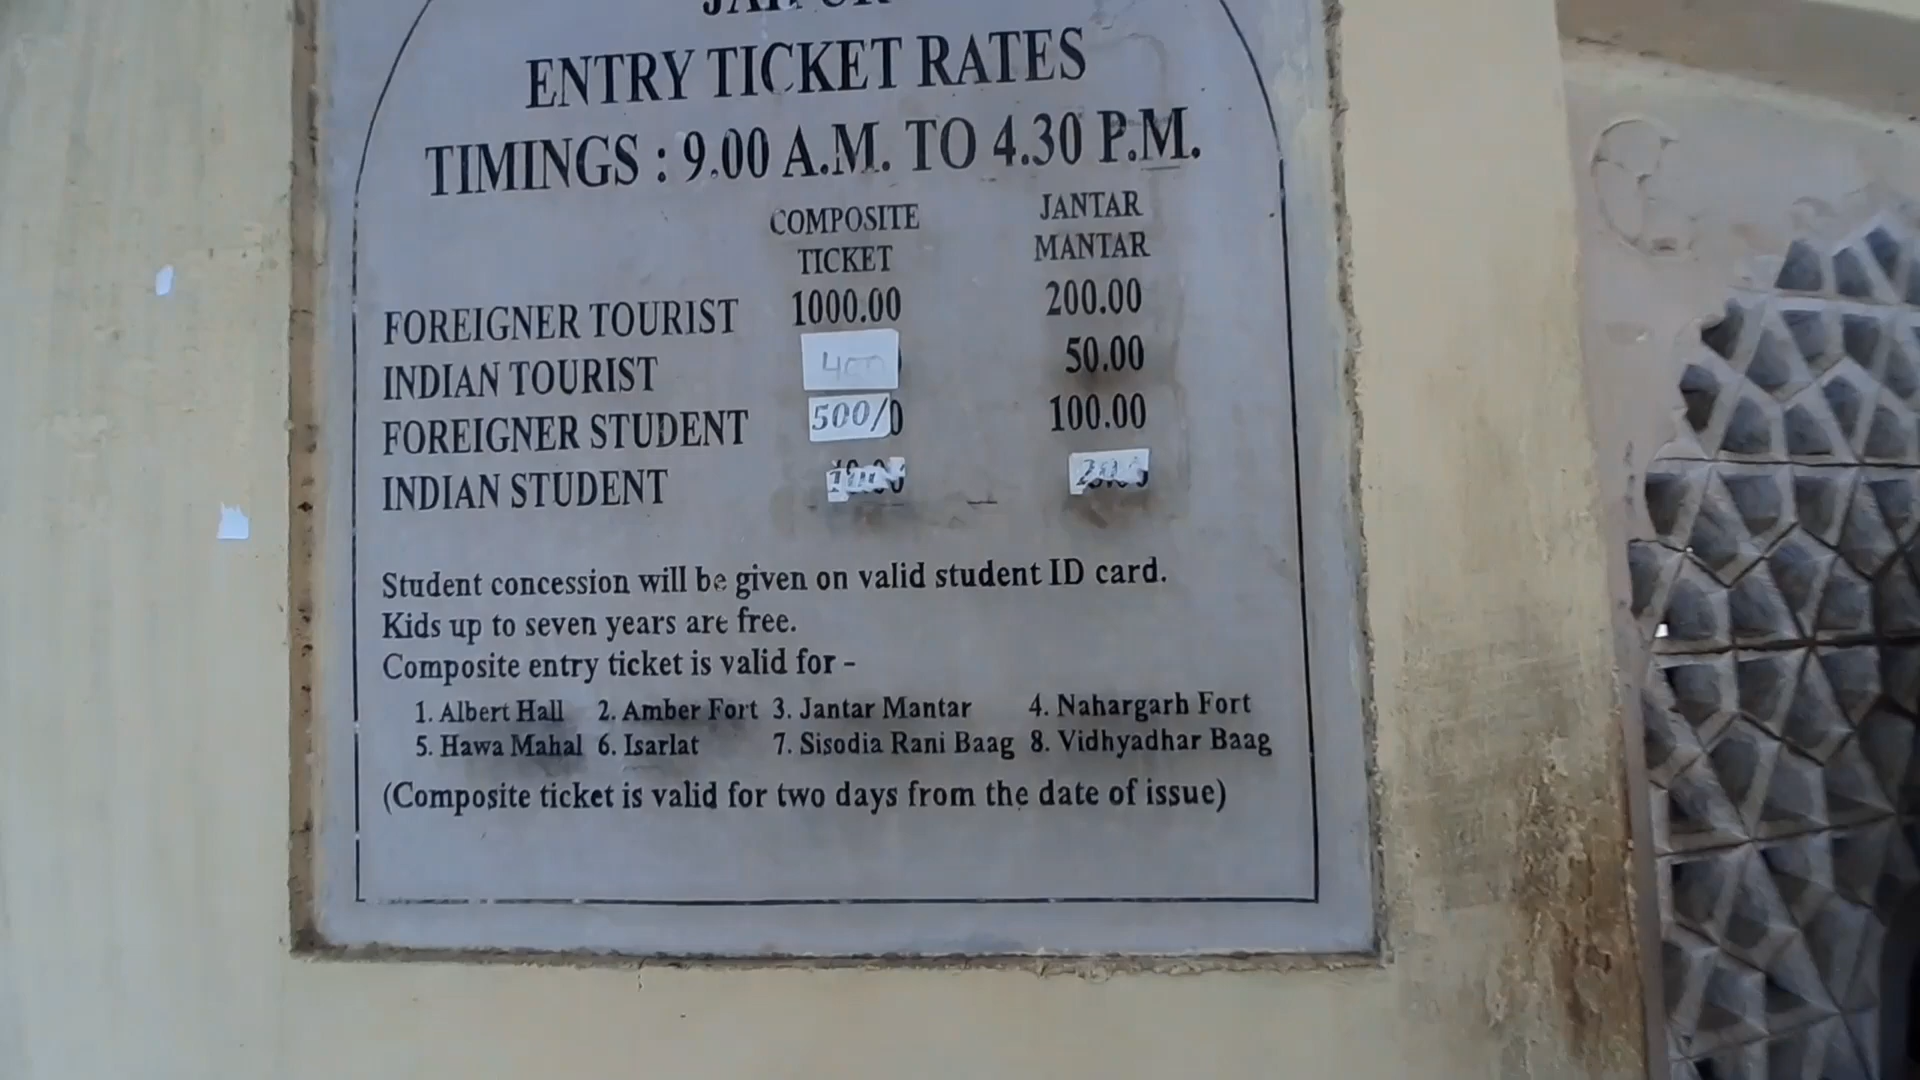 JAIPUR
ENTRY TICKET RATES
TIMINGS : 9.00 A.M. TO 4.30 P.M.
COMPOSITE TICKET JANTAR MANTAR
FOREIGNER TOURIST 1000.00 200.00
INDIAN TOURIST 50.00
FOREIGNER STUDENT 500/0 100.00
INDIAN STUDENT
Student concession will be given on valid student ID card.
Kids up to seven years are free.
Composite entry ticket is valid for -
1. Albert Hall 2. Amber Fort 3. Jantar Mantar 4. Nahargarh Fort
5. Hawa Mahal 6. Isarlat 7. Sisodia Rani Baag 8. Vidhyadhar Baag
(Composite ticket is valid for two days from the date of issue)